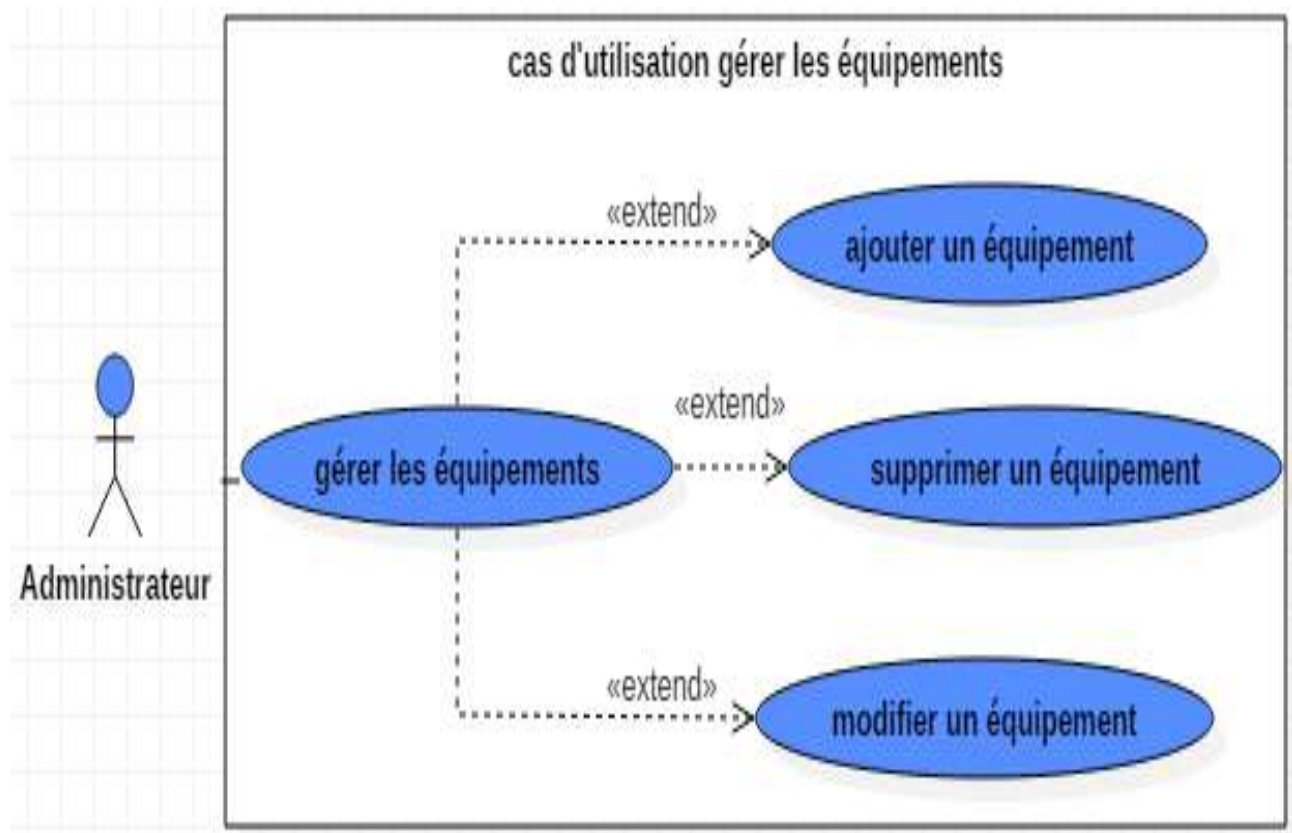 cas d'utilisation gérer les équipements
«extend»
ajouter un équipement
«extend»
gérer les équipements
supprimer un équipement
Administrateur
«extend»
modifier un équipement